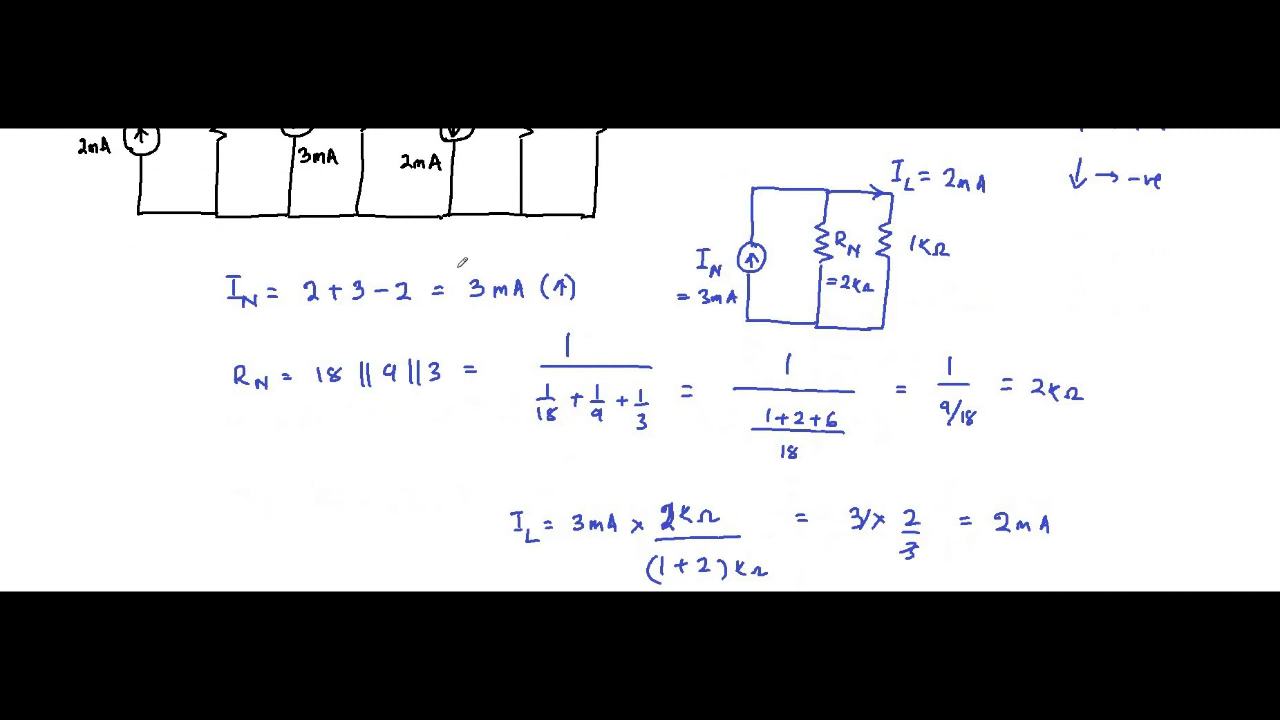 2mA
3mA
2mA
I_L = 2mA
↓ → -ve
I_N = 3mA
R_N = 2kΩ
1kΩ
I_N = 2 + 3 - 2 = 3mA (↑)
R_N = 18 || 9 || 3 = 1 / (1/18 + 1/9 + 1/3) = 1 / ((1+2+6)/18) = 1 / (9/18) = 2kΩ
I_L = 3mA × 2kΩ / (1+2)kΩ = 3 × 2/3 = 2mA